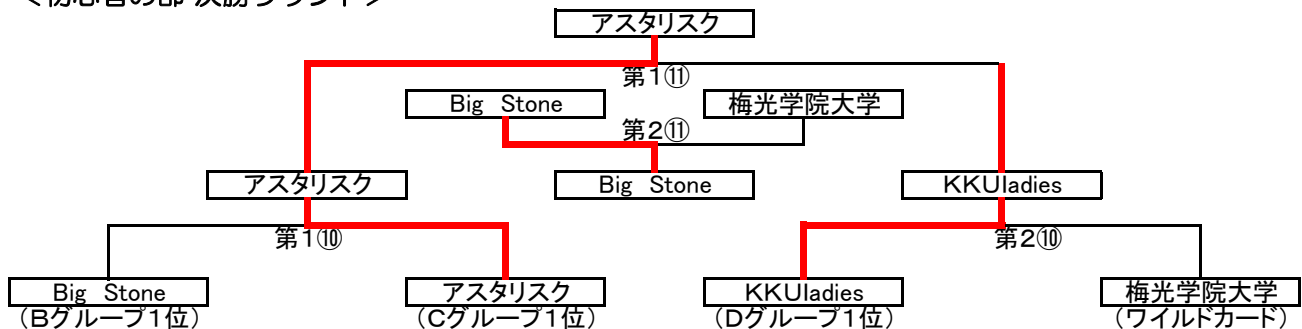 ＜初心者の部 決勝ラウンド＞
アスタリスク
第1⑪
Big Stone
梅光学院大学
第2⑪
アスタリスク
Big Stone
KKUladies
第1⑩
第2⑩
Big Stone
アスタリスク
KKUladies
梅光学院大学
（Bグループ1位）
（Cグループ1位）
（Dグループ1位）
（ワイルドカード）